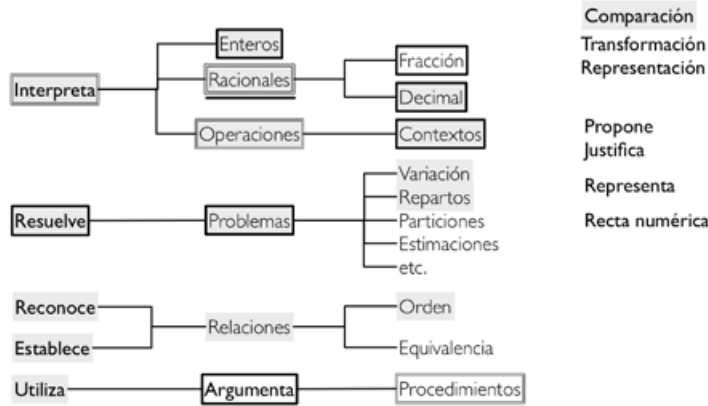 Comparación
Transformación
Representación
Enteros
Interpreta
Racionales
Fracción
Decimal
Operaciones
Contextos
Propone
Justifica
Variación
Repartos
Representa
Resuelve
Problemas
Particiones
Recta numérica
Estimaciones
etc.
Reconoce
Orden
Relaciones
Establece
Equivalencia
Utiliza
Argumenta
Procedimientos